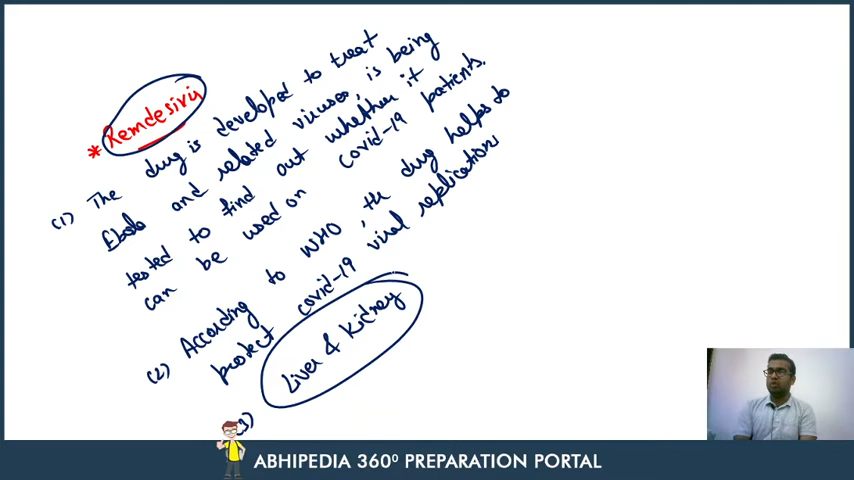 * Remdesivir
(1) The drug is developed to treat
Ebola and related viruses, is being
tested to find out whether it
can be used on covid-19 patients.
(2) According to WHO, the drug helps to
protect covid-19 viral replications
Liver & Kidney
(3)
ABHIPEDIA 360° PREPARATION PORTAL